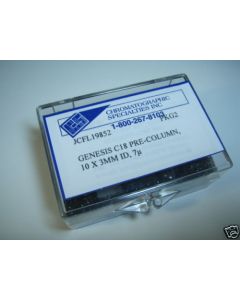 CHROMATOGRAPHIC
SPECIALTIES INC
1-800-267-8103
JCFL19852 PKG2
GENESIS C18 PRE-COLUMN,
10 X 3MM ID, 7µ